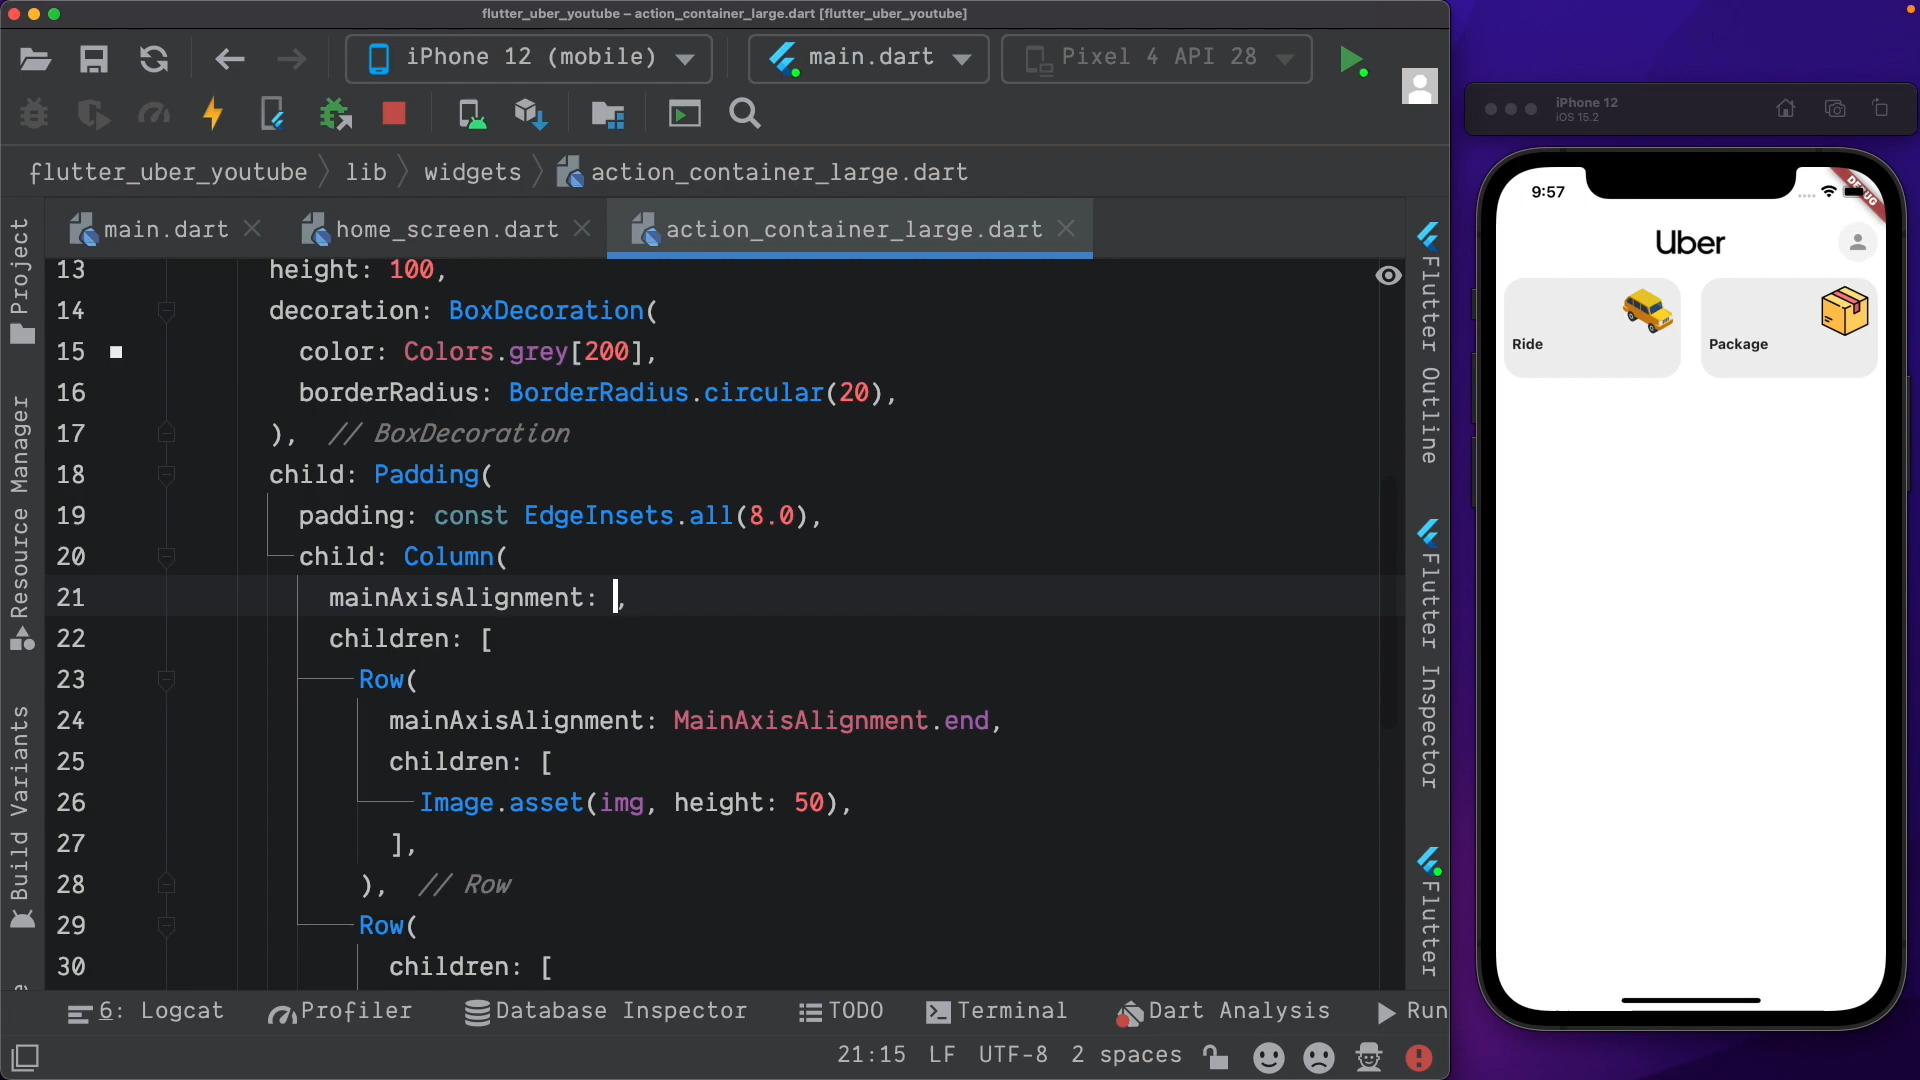 flutter_uber_youtube – action_container_large.dart [flutter_uber_youtube]
iPhone 12 (mobile)
main.dart
Pixel 4 API 28
flutter_uber_youtube
lib
widgets
action_container_large.dart
main.dart
home_screen.dart
action_container_large.dart
Project
Resource Manager
Build Variants
13 height: 100,
14 decoration: BoxDecoration(
15 color: Colors.grey[200],
16 borderRadius: BorderRadius.circular(20),
17 ), // BoxDecoration
18 child: Padding(
19 padding: const EdgeInsets.all(8.0),
20 child: Column(
21 mainAxisAlignment: ,
22 children: [
23 Row(
24 mainAxisAlignment: MainAxisAlignment.end,
25 children: [
26 Image.asset(img, height: 50),
27 ],
28 ), // Row
29 Row(
30 children: [
Flutter Outline
Flutter Inspector
Flutter
6: Logcat
Profiler
Database Inspector
TODO
Terminal
Dart Analysis
Run
21:15
LF
UTF-8
2 spaces
iPhone 12
iOS 15.2
9:57
DEBUG
Uber
Ride
Package